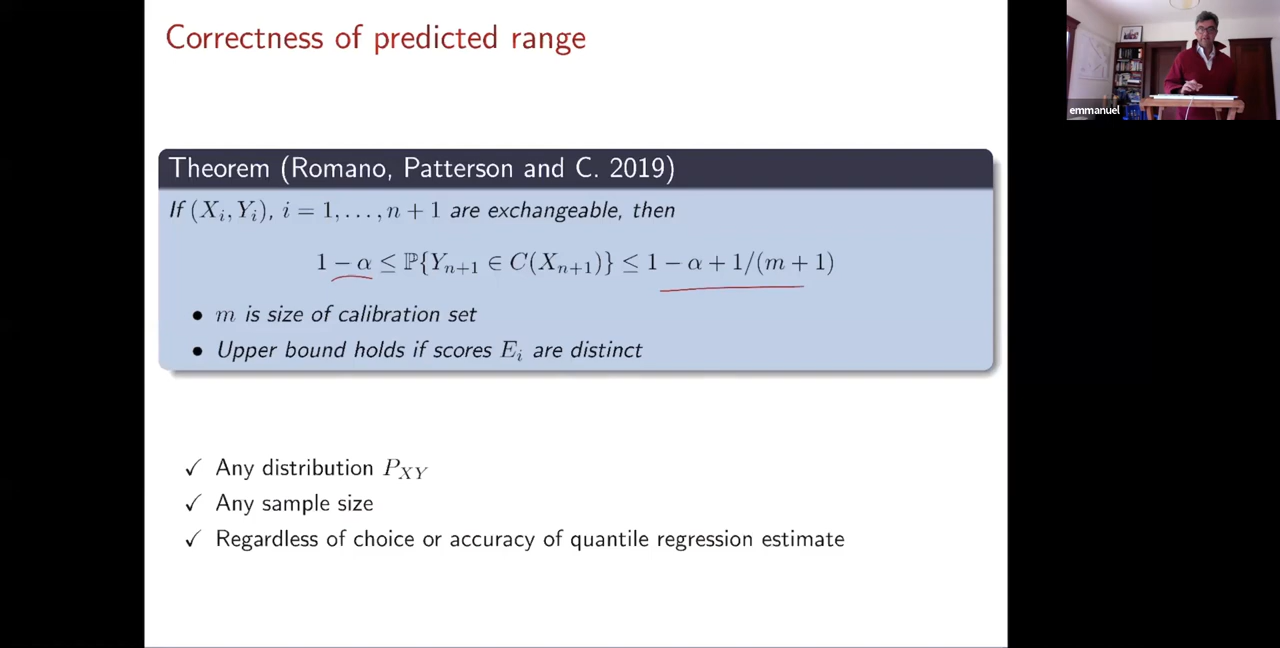 Correctness of predicted range
emmanuel
Theorem (Romano, Patterson and C. 2019)
If (Xᵢ, Yᵢ), i = 1, . . . , n + 1 are exchangeable, then
1 − α ≤ ℙ{Yₙ₊₁ ∈ C(Xₙ₊₁)} ≤ 1 − α + 1/(m + 1)
• m is size of calibration set
• Upper bound holds if scores Eᵢ are distinct
✓ Any distribution P_XY
✓ Any sample size
✓ Regardless of choice or accuracy of quantile regression estimate